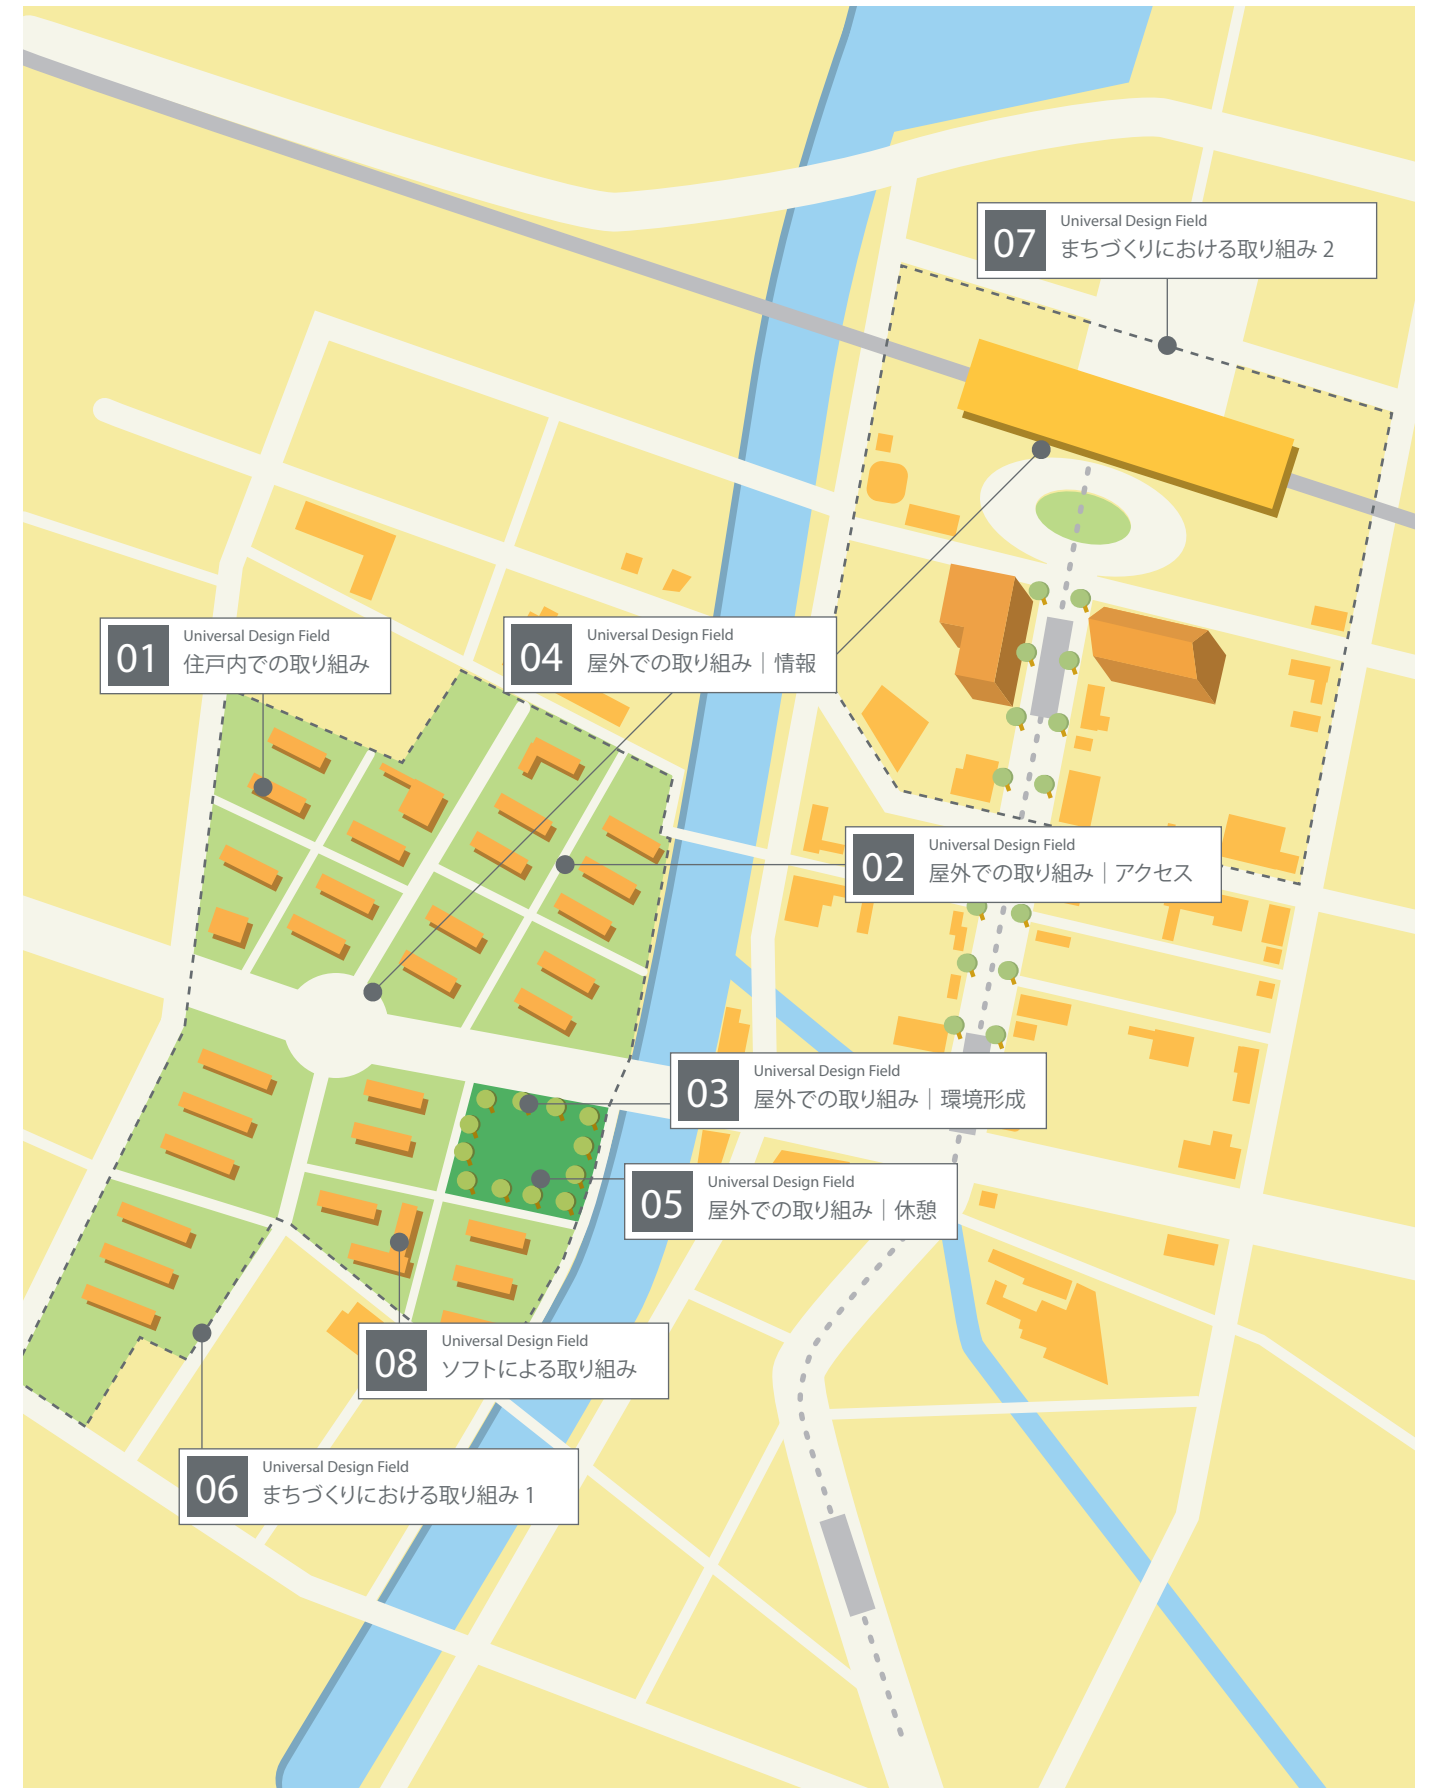 07
Universal Design Field
まちづくりにおける取り組み 2
01
Universal Design Field
住戸内での取り組み
04
Universal Design Field
屋外での取り組み｜情報
02
Universal Design Field
屋外での取り組み｜アクセス
03
Universal Design Field
屋外での取り組み｜環境形成
05
Universal Design Field
屋外での取り組み｜休憩
08
Universal Design Field
ソフトによる取り組み
06
Universal Design Field
まちづくりにおける取り組み 1